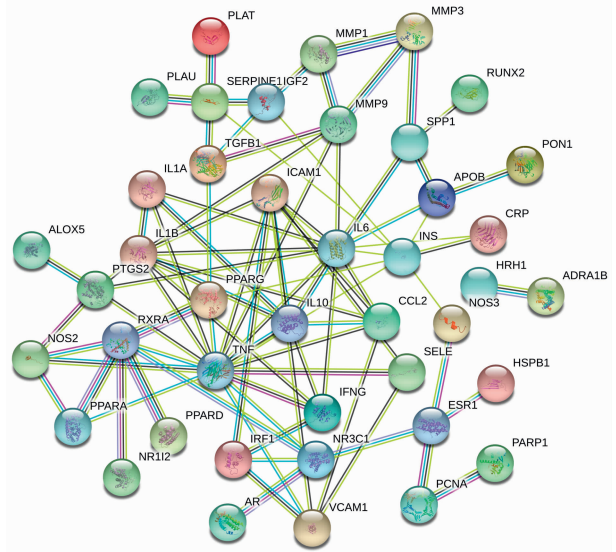 PLAT
MMP3
MMP1
PLAU
SERPINE1
IGF2
RUNX2
MMP9
SPP1
TGFB1
PON1
APOB
IL1A
ICAM1
CRP
IL6
INS
ALOX5
IL1B
PTGS2
HRH1
ADRA1B
PPARG
IL10
CCL2
NOS3
RXRA
NOS2
TNF
SELE
HSPB1
IFNG
ESR1
PPARA
PPARD
IRF1
NR3C1
PARP1
NR1I2
PCNA
AR
VCAM1